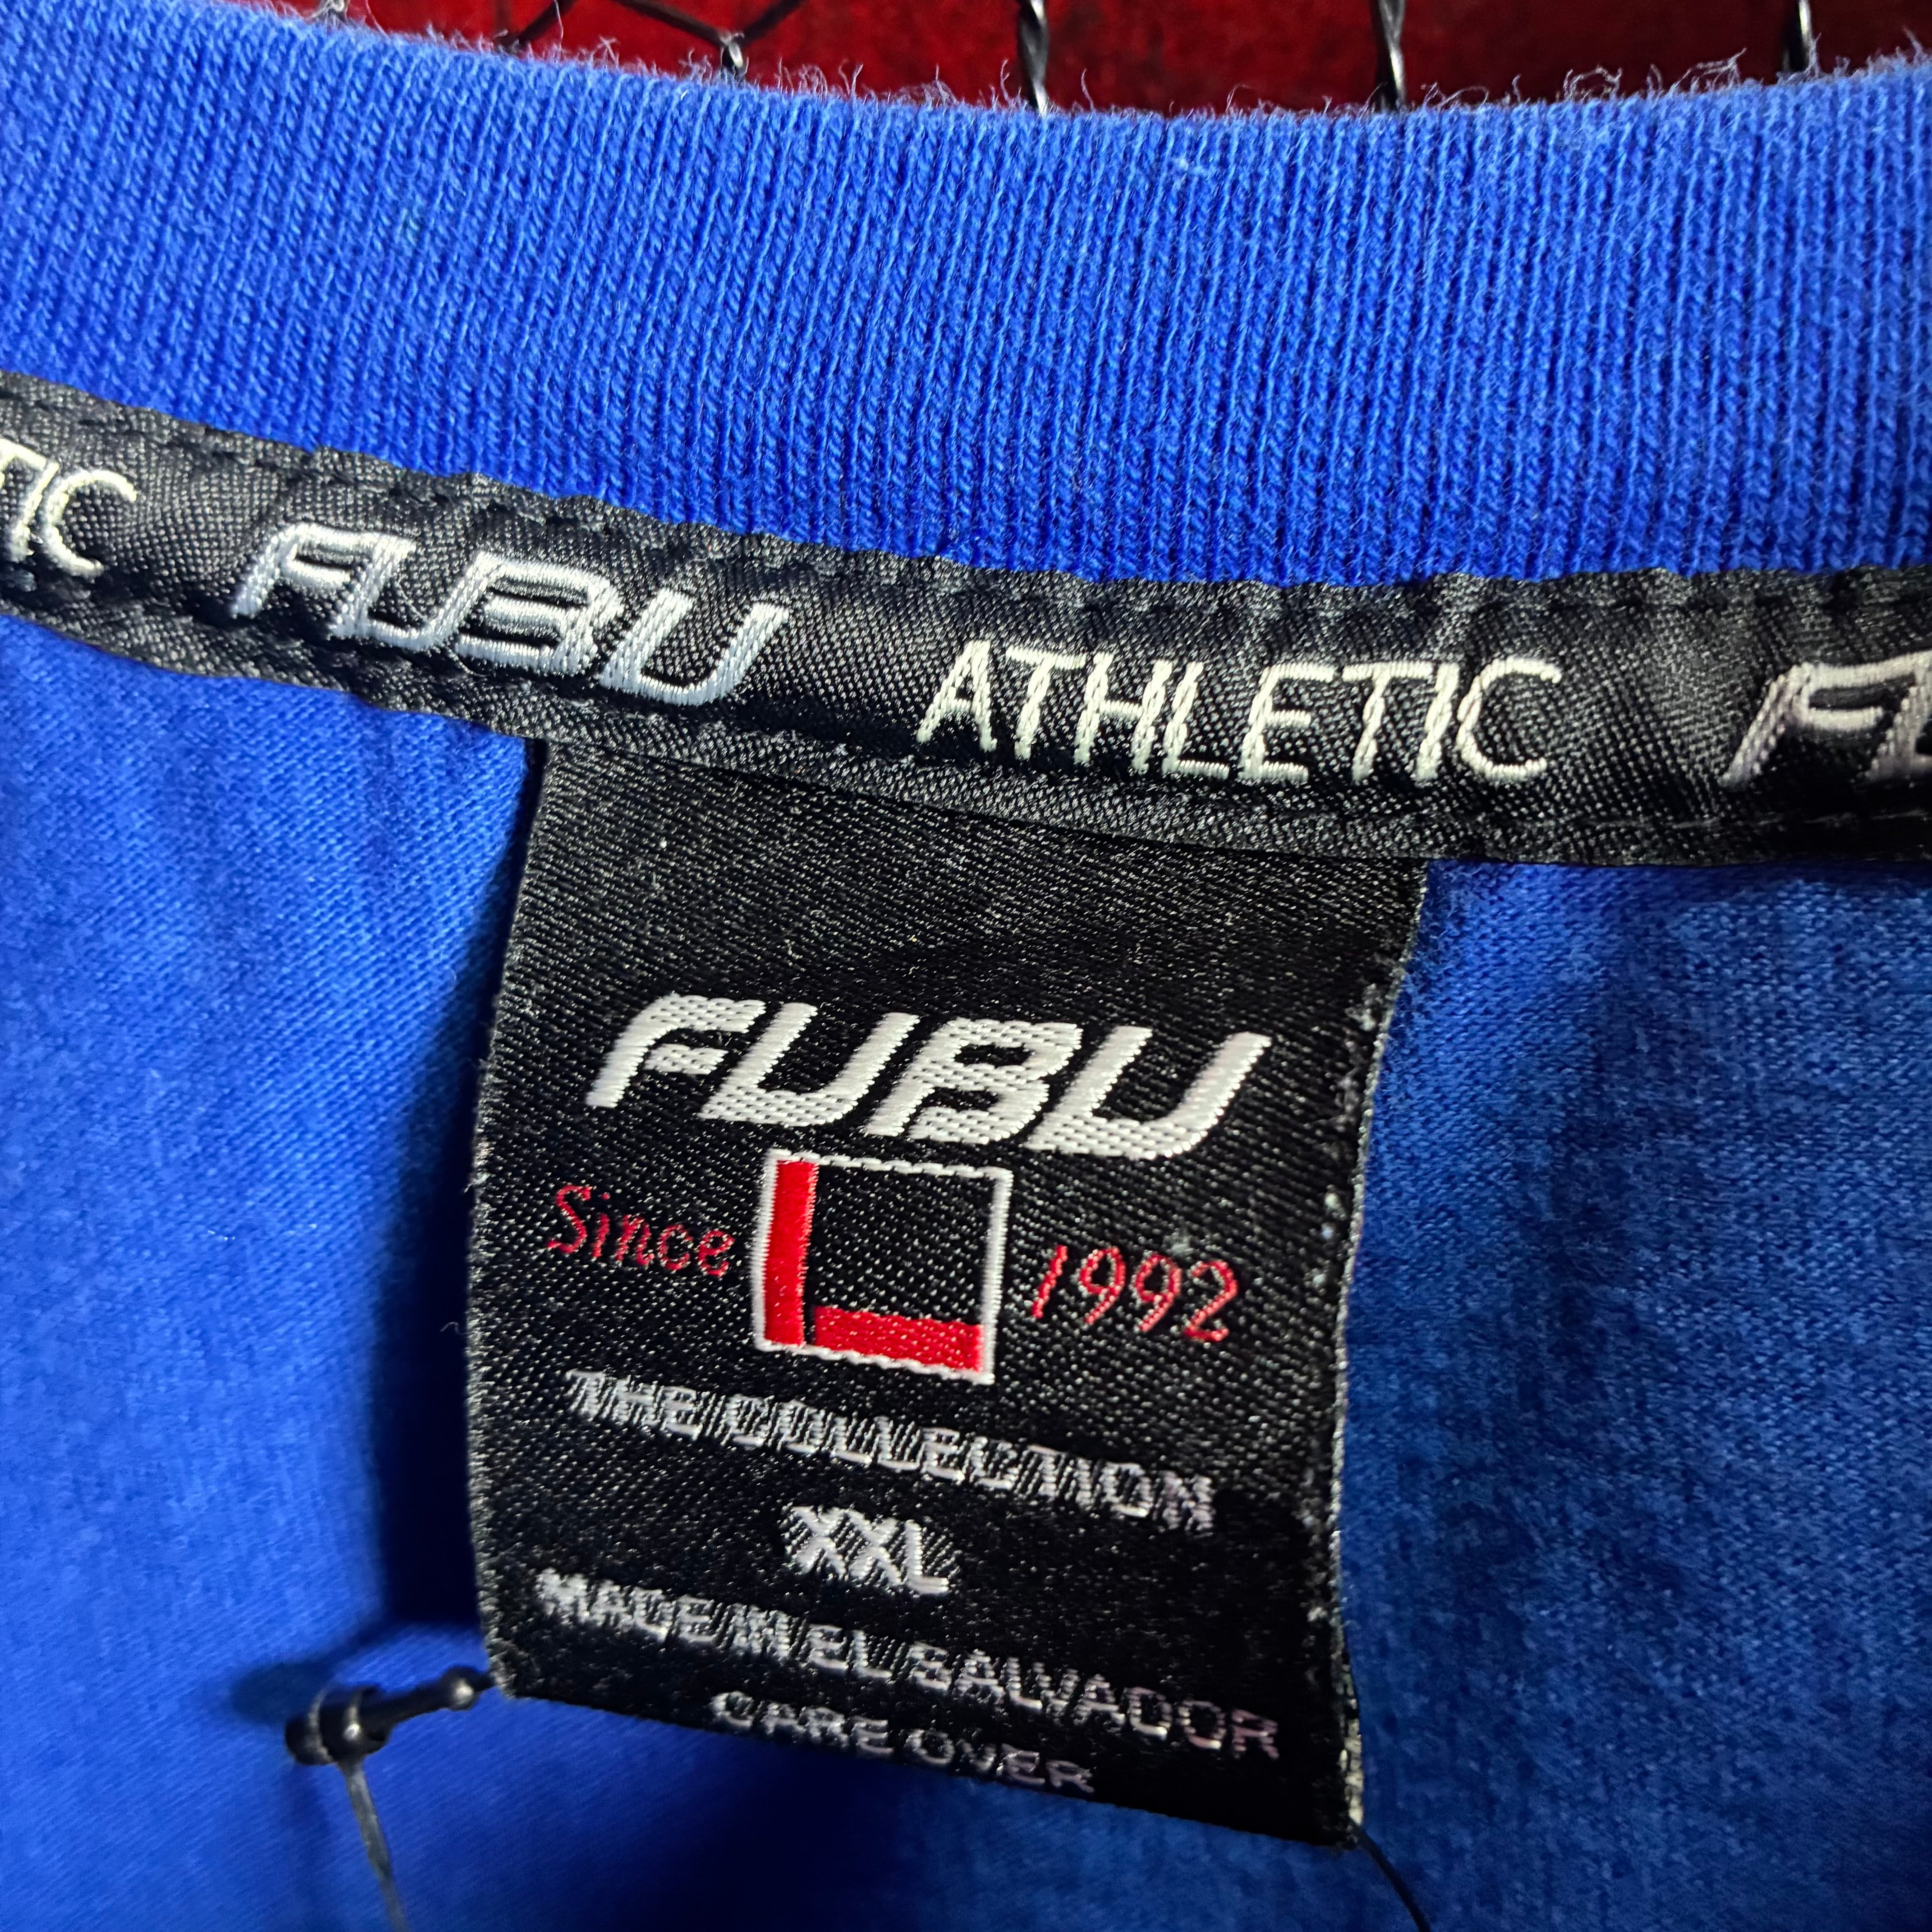 TIC FUBU ATHLETIC FU
FUBU
Since 1992
THE COLLECTION
XXL
MADE IN EL SALVADOR
CARE OVER